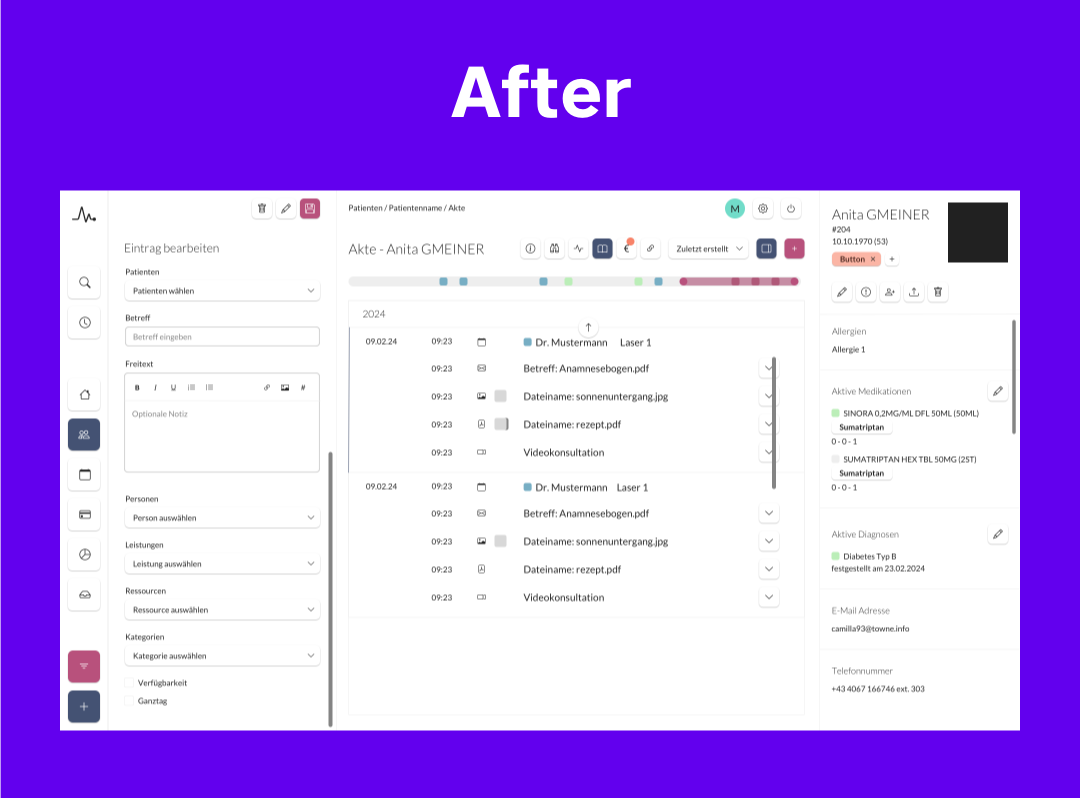 After
Eintrag bearbeiten
Patienten
Patienten wählen
Betreff
Betreff eingeben
Freitext
B I U #
Optionale Notiz
Personen
Person auswählen
Leistungen
Leistung auswählen
Ressourcen
Ressource auswählen
Kategorien
Kategorie auswählen
Verfügbarkeit
Ganztag
Patienten / Patientenname / Akte
M
Akte - Anita GMEINER
€
Zuletzt erstellt
+
2024
09.02.24 09:23 Dr. Mustermann Laser 1
09:23 Betreff: Anamnesebogen.pdf
09:23 Dateiname: sonnenuntergang.jpg
09:23 Dateiname: rezept.pdf
09:23 Videokonsultation
09.02.24 09:23 Dr. Mustermann Laser 1
09:23 Betreff: Anamnesebogen.pdf
09:23 Dateiname: sonnenuntergang.jpg
09:23 Dateiname: rezept.pdf
09:23 Videokonsultation
Anita GMEINER
#204
10.10.1970 (53)
Button × +
Allergien
Allergie 1
Aktive Medikationen
SINORA 0,2MG/ML DFL 50ML (50ML)
Sumatriptan
0 - 0 - 1
SUMATRIPTAN HEX TBL 50MG (2ST)
Sumatriptan
0 - 0 - 1
Aktive Diagnosen
Diabetes Typ B
festgestellt am 23.02.2024
E-Mail Adresse
camilla93@towne.info
Telefonnummer
+43 4067 166746 ext. 303